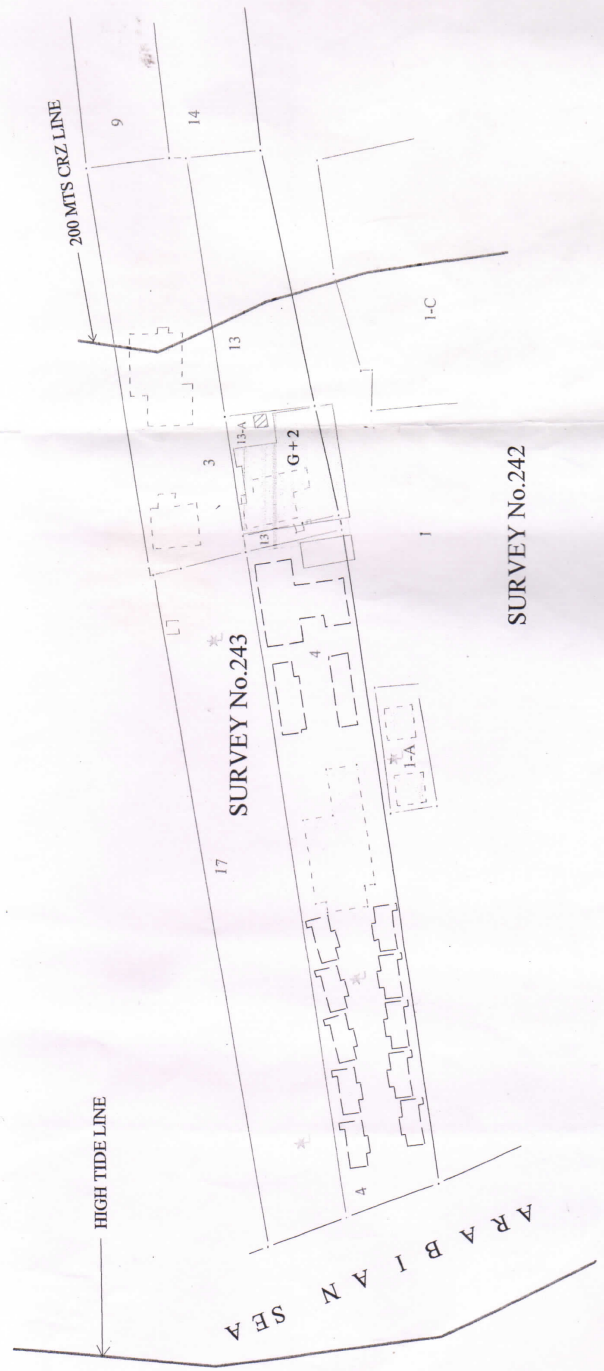 9
14
200 MTS CRZ LINE
13
1-C
3
13-A
G + 2
13
1
SURVEY No.242
4
SURVEY No.243
1-A
17
HIGH TIDE LINE
4
ARABIAN SEA